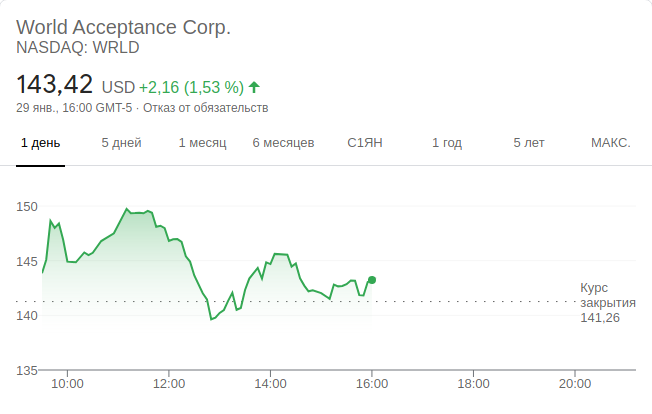 World Acceptance Corp.
NASDAQ: WRLD
143,42 USD +2,16 (1,53 %)
29 янв., 16:00 GMT-5 · Отказ от обязательств
1 день 5 дней 1 месяц 6 месяцев С1ЯН 1 год 5 лет МАКС.
150
145
140
135
Курс
закрытия
141,26
10:00 12:00 14:00 16:00 18:00 20:00